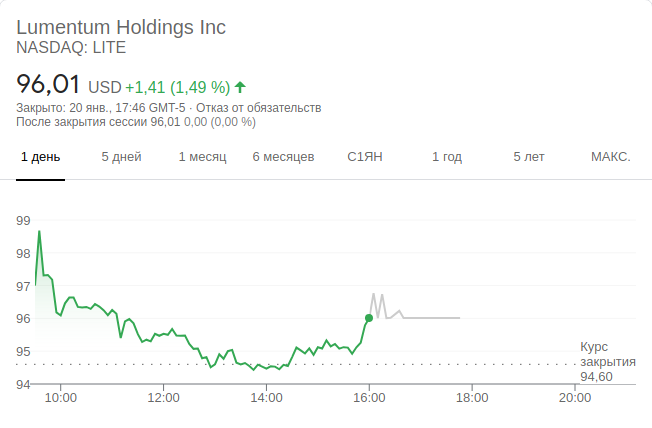 Lumentum Holdings Inc
NASDAQ: LITE
96,01 USD +1,41 (1,49 %)
Закрыто: 20 янв., 17:46 GMT-5 · Отказ от обязательств
После закрытия сессии 96,01 0,00 (0,00 %)
1 день 5 дней 1 месяц 6 месяцев С1ЯН 1 год 5 лет МАКС.
99
98
97
96
95
94
Курс
закрытия
94,60
10:00 12:00 14:00 16:00 18:00 20:00